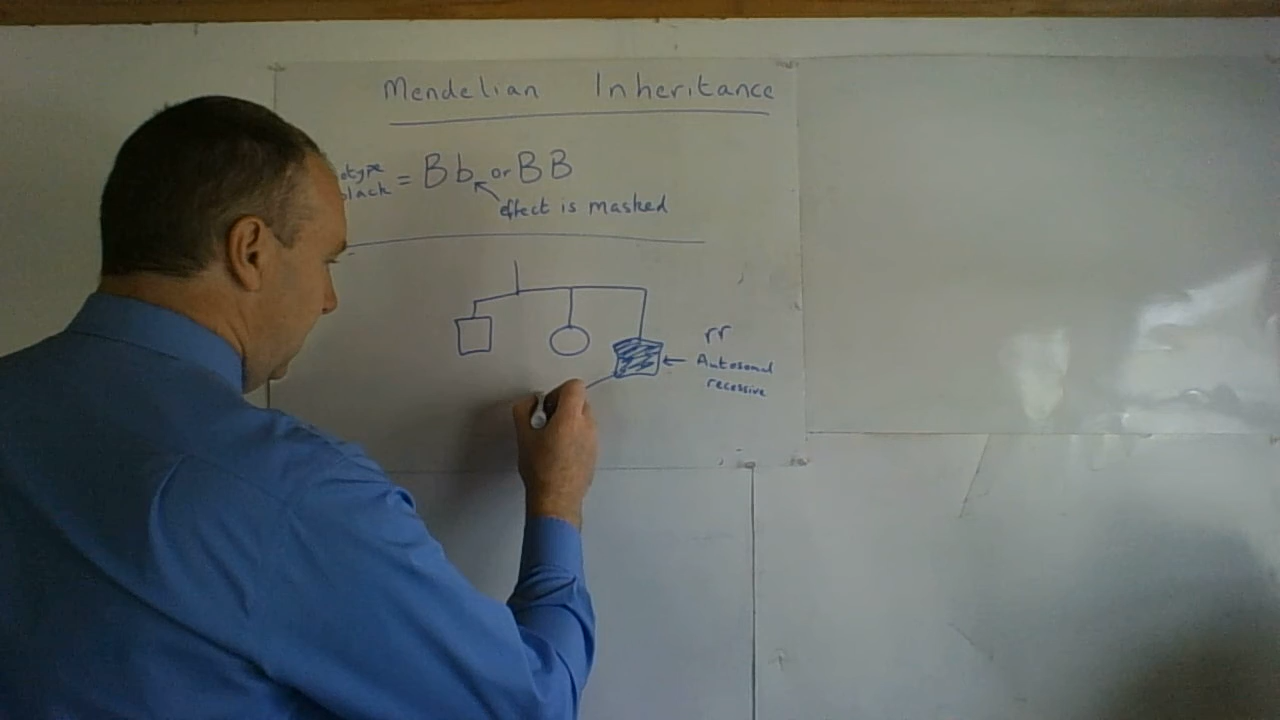 Mendelian Inheritance
otype
lack = Bb or BB
effect is masked
rr
Autosomal
recessive